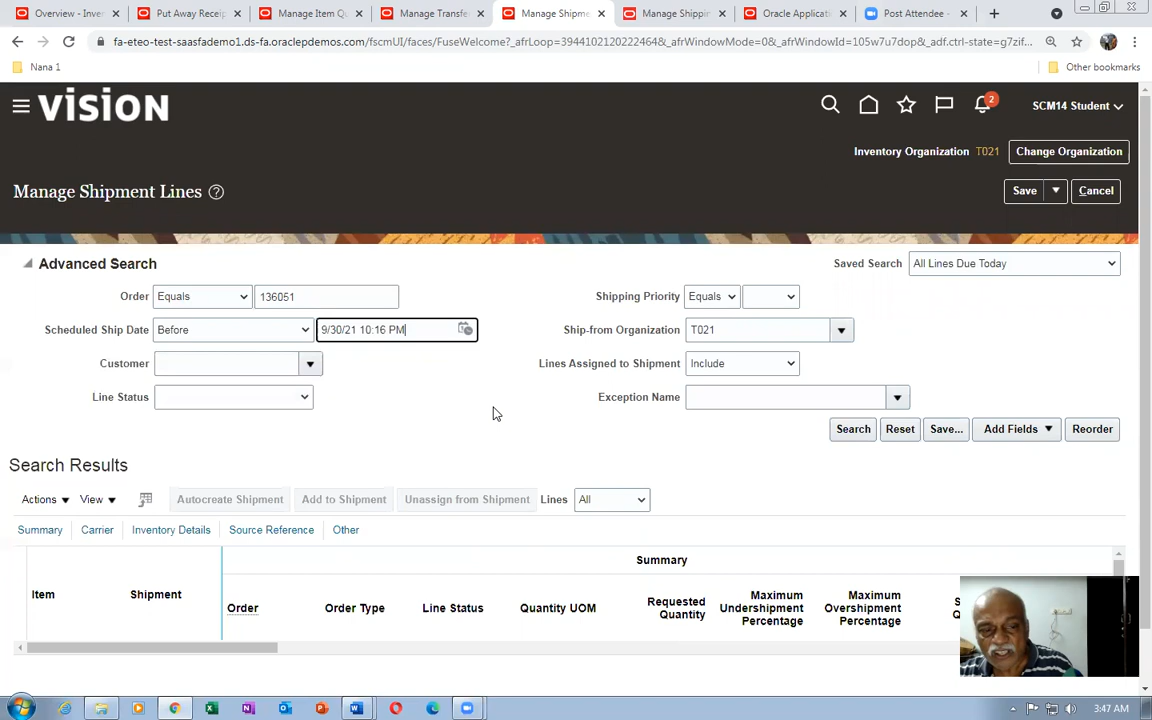 Overview - Inve
Put Away Receip
Manage Item Qu
Manage Transfe
Manage Shipme
Manage Shippin
Oracle Applicatio
Post Attendee -
fa-eteo-test-saasfademo1.ds-fa.oraclepdemos.com/fscmUI/faces/FuseWelcome?_afrLoop=3944102120222464&_afrWindowMode=0&_afrWindowId=105w7u7dop&_adf.ctrl-state=g7zif...
Nana 1
Other bookmarks
VISION
2
SCM14 Student
Inventory Organization T021 Change Organization
Manage Shipment Lines
Save
Cancel
Advanced Search
Saved Search All Lines Due Today
Order Equals 136051
Shipping Priority Equals
Scheduled Ship Date Before 9/30/21 10:16 PM
Ship-from Organization T021
Customer
Lines Assigned to Shipment Include
Line Status
Exception Name
Search Reset Save... Add Fields Reorder
Search Results
Actions View Autocreate Shipment Add to Shipment Unassign from Shipment Lines All
Summary Carrier Inventory Details Source Reference Other
Summary
Item Shipment Order Order Type Line Status Quantity UOM
Requested Quantity
Maximum Undershipment Percentage
Maximum Overshipment Percentage
3:47 AM